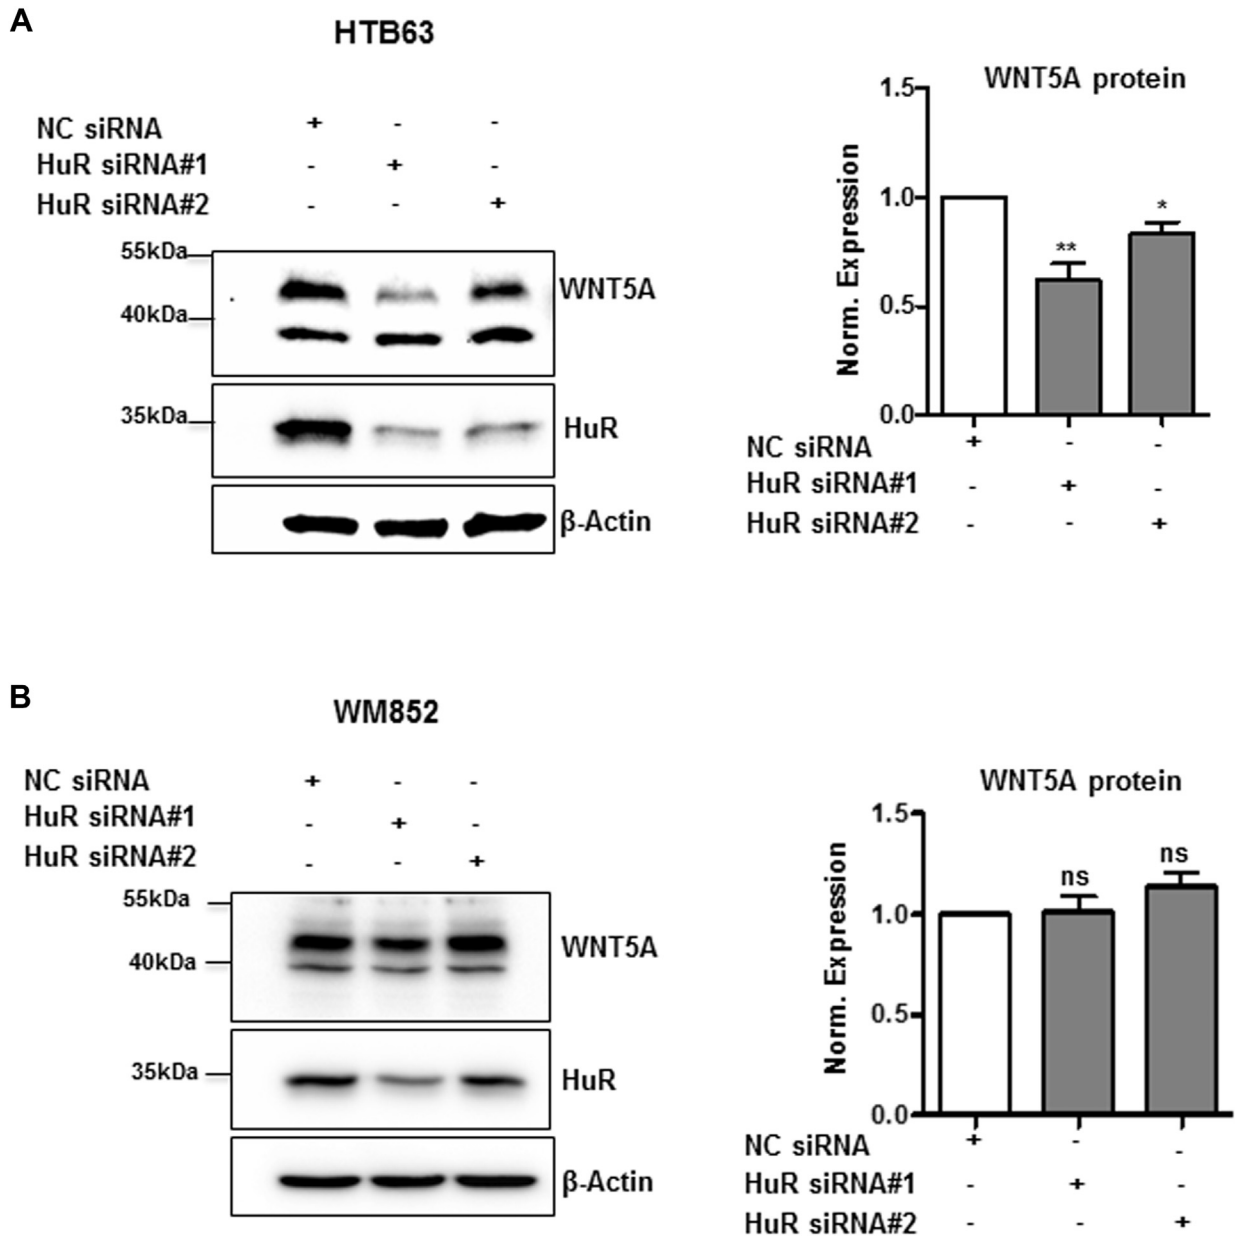 A
HTB63
NC siRNA + - -
HuR siRNA#1 - + -
HuR siRNA#2 - - +
55kDa
WNT5A
40kDa
35kDa
HuR
β-Actin
WNT5A protein
Norm. Expression
1.5
1.0
0.5
0.0
**
*
NC siRNA + - -
HuR siRNA#1 - + -
HuR siRNA#2 - - +
B
WM852
NC siRNA + - -
HuR siRNA#1 - + -
HuR siRNA#2 - - +
55kDa
WNT5A
40kDa
35kDa
HuR
β-Actin
WNT5A protein
Norm. Expression
1.5
1.0
0.5
0.0
ns
ns
NC siRNA + - -
HuR siRNA#1 - + -
HuR siRNA#2 - - +